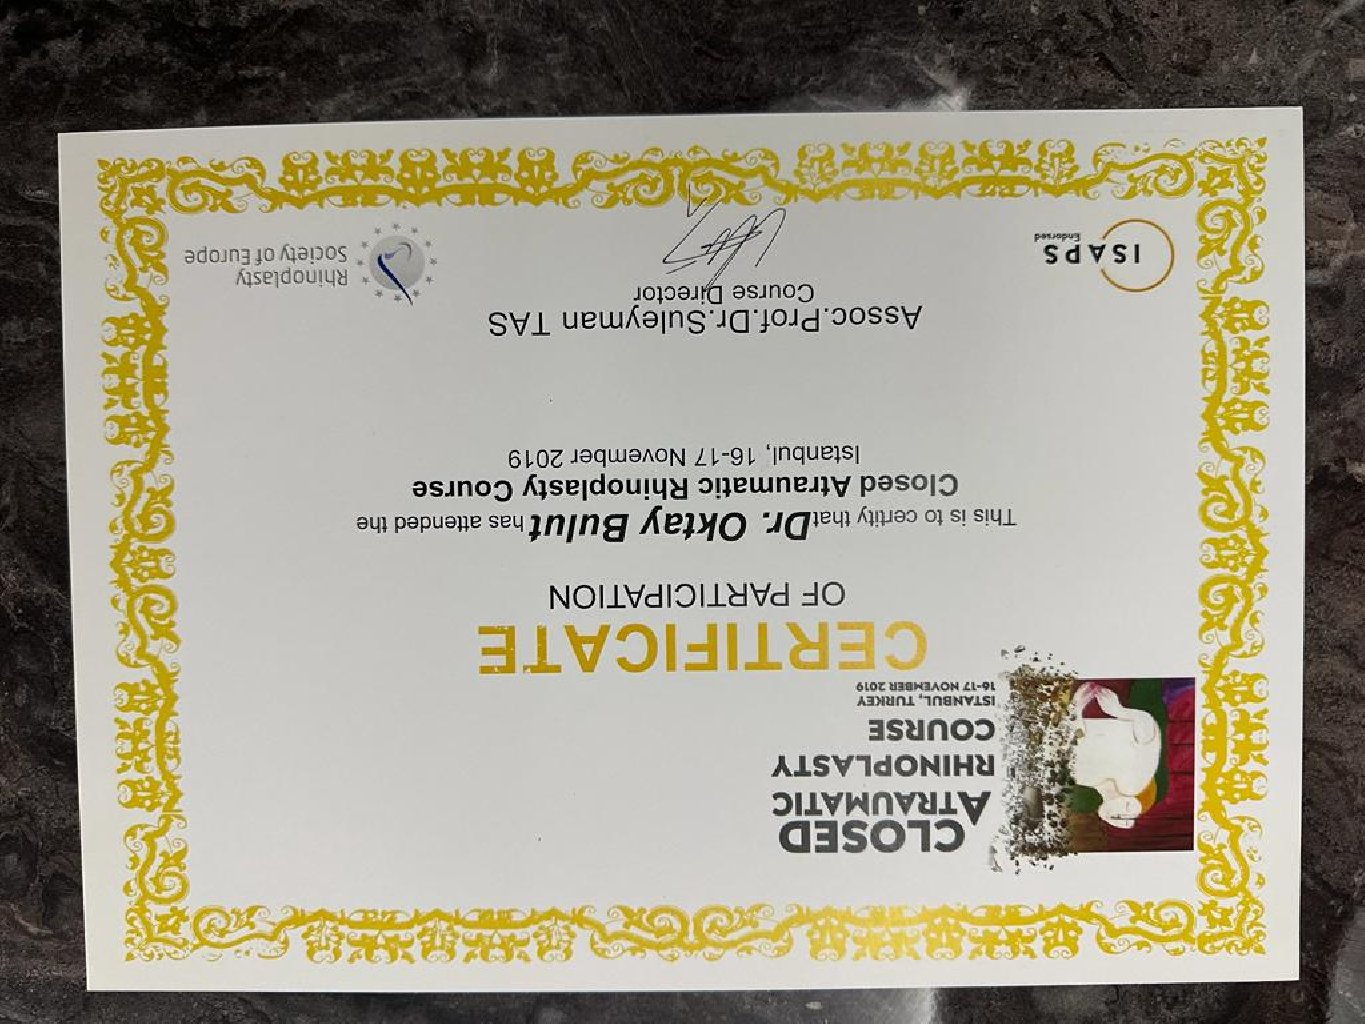 CLOSED
ATRAUMATIC
RHINOPLASTY
COURSE
ISTANBUL, TURKEY
16-17 NOVEMBER 2019
CERTIFICATE
OF PARTICIPATION
This is to certity that Dr. Oktay Bulut has attended the
Closed Atraumatic Rhinoplasty Course
Istanbul, 16-17 November 2019
Assoc.Prof.Dr.Suleyman TAS
Course Director
ISAPS
Endorsed
Rhinoplasty
Society of Europe